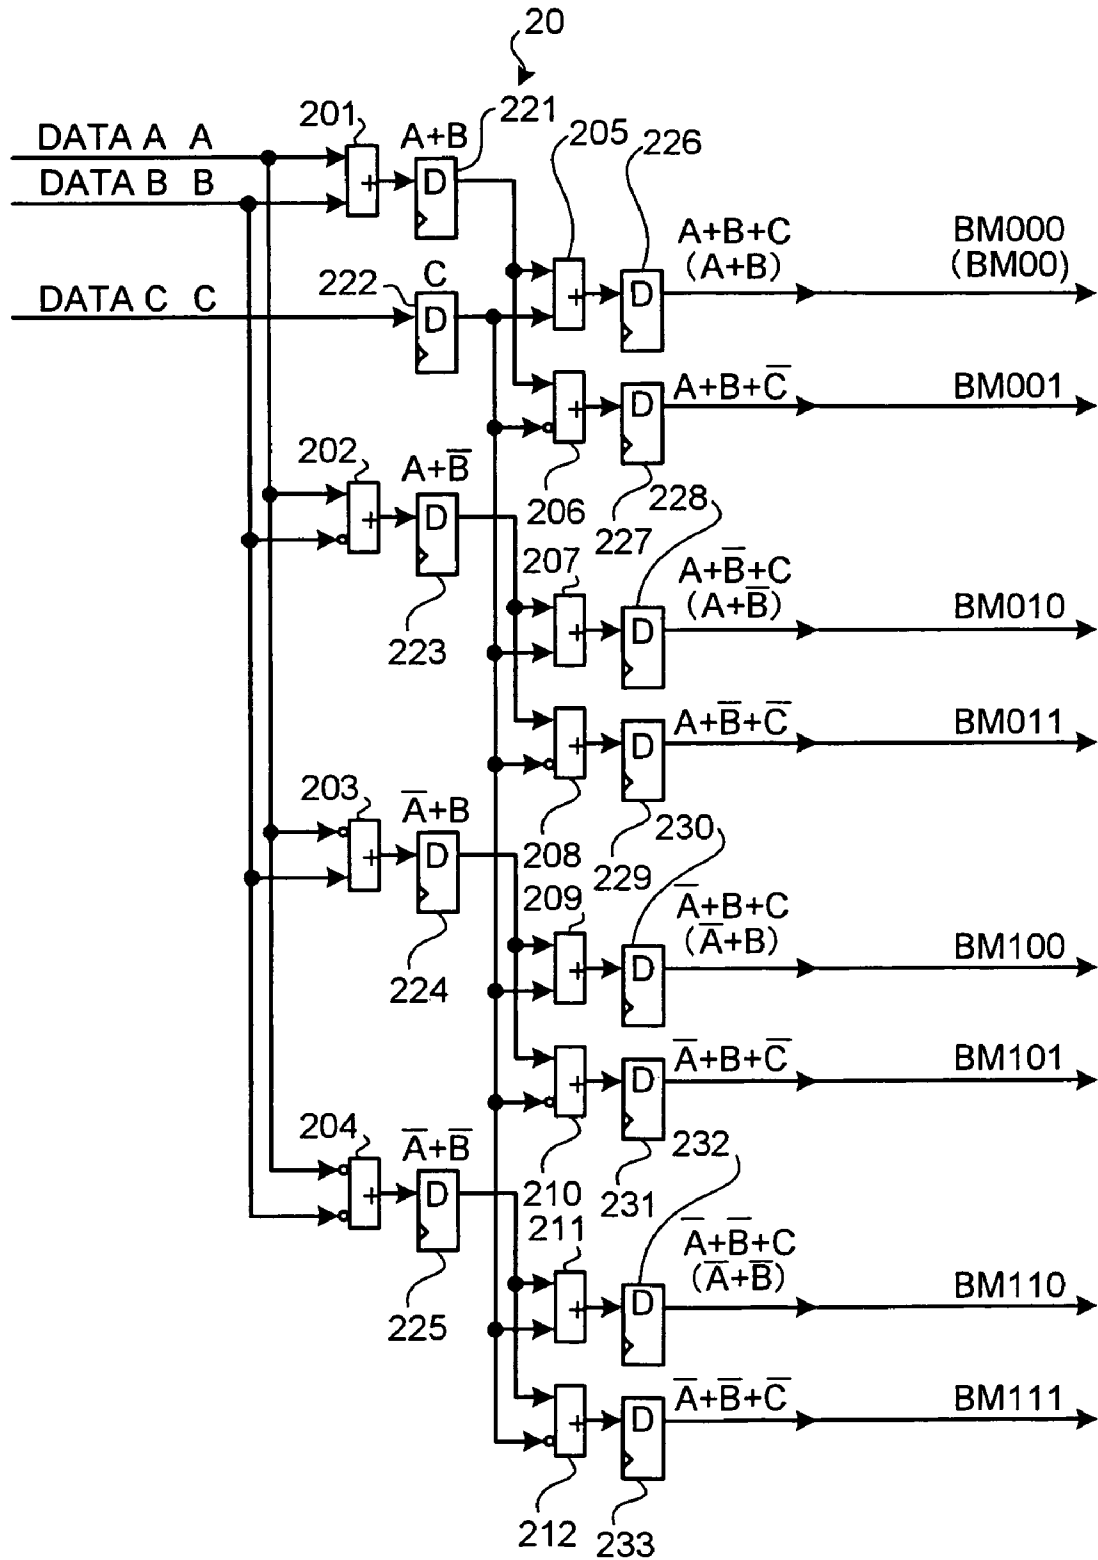 20
201
A+B
221
205
226
DATA A A
DATA B B
A+B+C
(A+B)
BM000
(BM00)
222
C
DATA C C
A+B+C̅
BM001
202
A+B̅
206
227
228
207
A+B̅+C
(A+B̅)
BM010
223
A+B̅+C̅
BM011
203
A̅+B
208
229
230
209
A̅+B+C
(A̅+B)
BM100
224
A̅+B+C̅
BM101
204
A̅+B̅
210
231
232
211
A̅+B̅+C
(A̅+B̅)
BM110
225
A̅+B̅+C̅
BM111
212
233
D
D
D
D
D
D
D
D
D
D
D
D
D
+
+
+
+
+
+
+
+
+
+
+
+